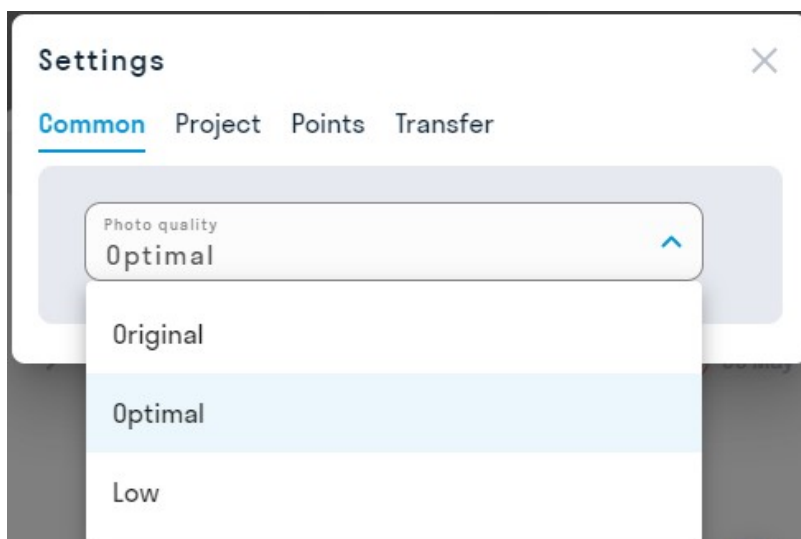 Settings
Common Project Points Transfer
Photo quality
Optimal
Original
Optimal
Low